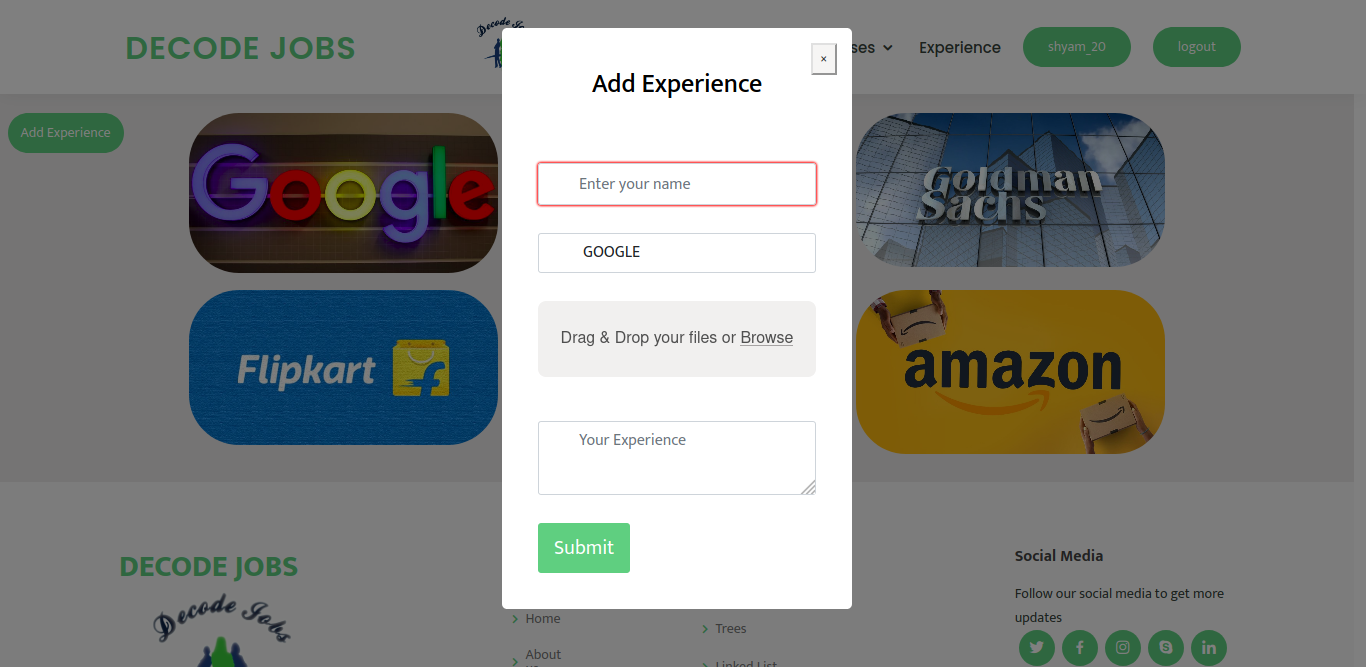 DECODE JOBS
Decode Jobs
Experience
shyam_20
logout
Add Experience
Google
Goldman
Sachs
Flipkart
amazon
×
Add Experience
Enter your name
GOOGLE
Drag & Drop your files or Browse
Your Experience
Submit
DECODE JOBS
Decode Jobs
Home
About
Trees
Linked List
Social Media
Follow our social media to get more
updates